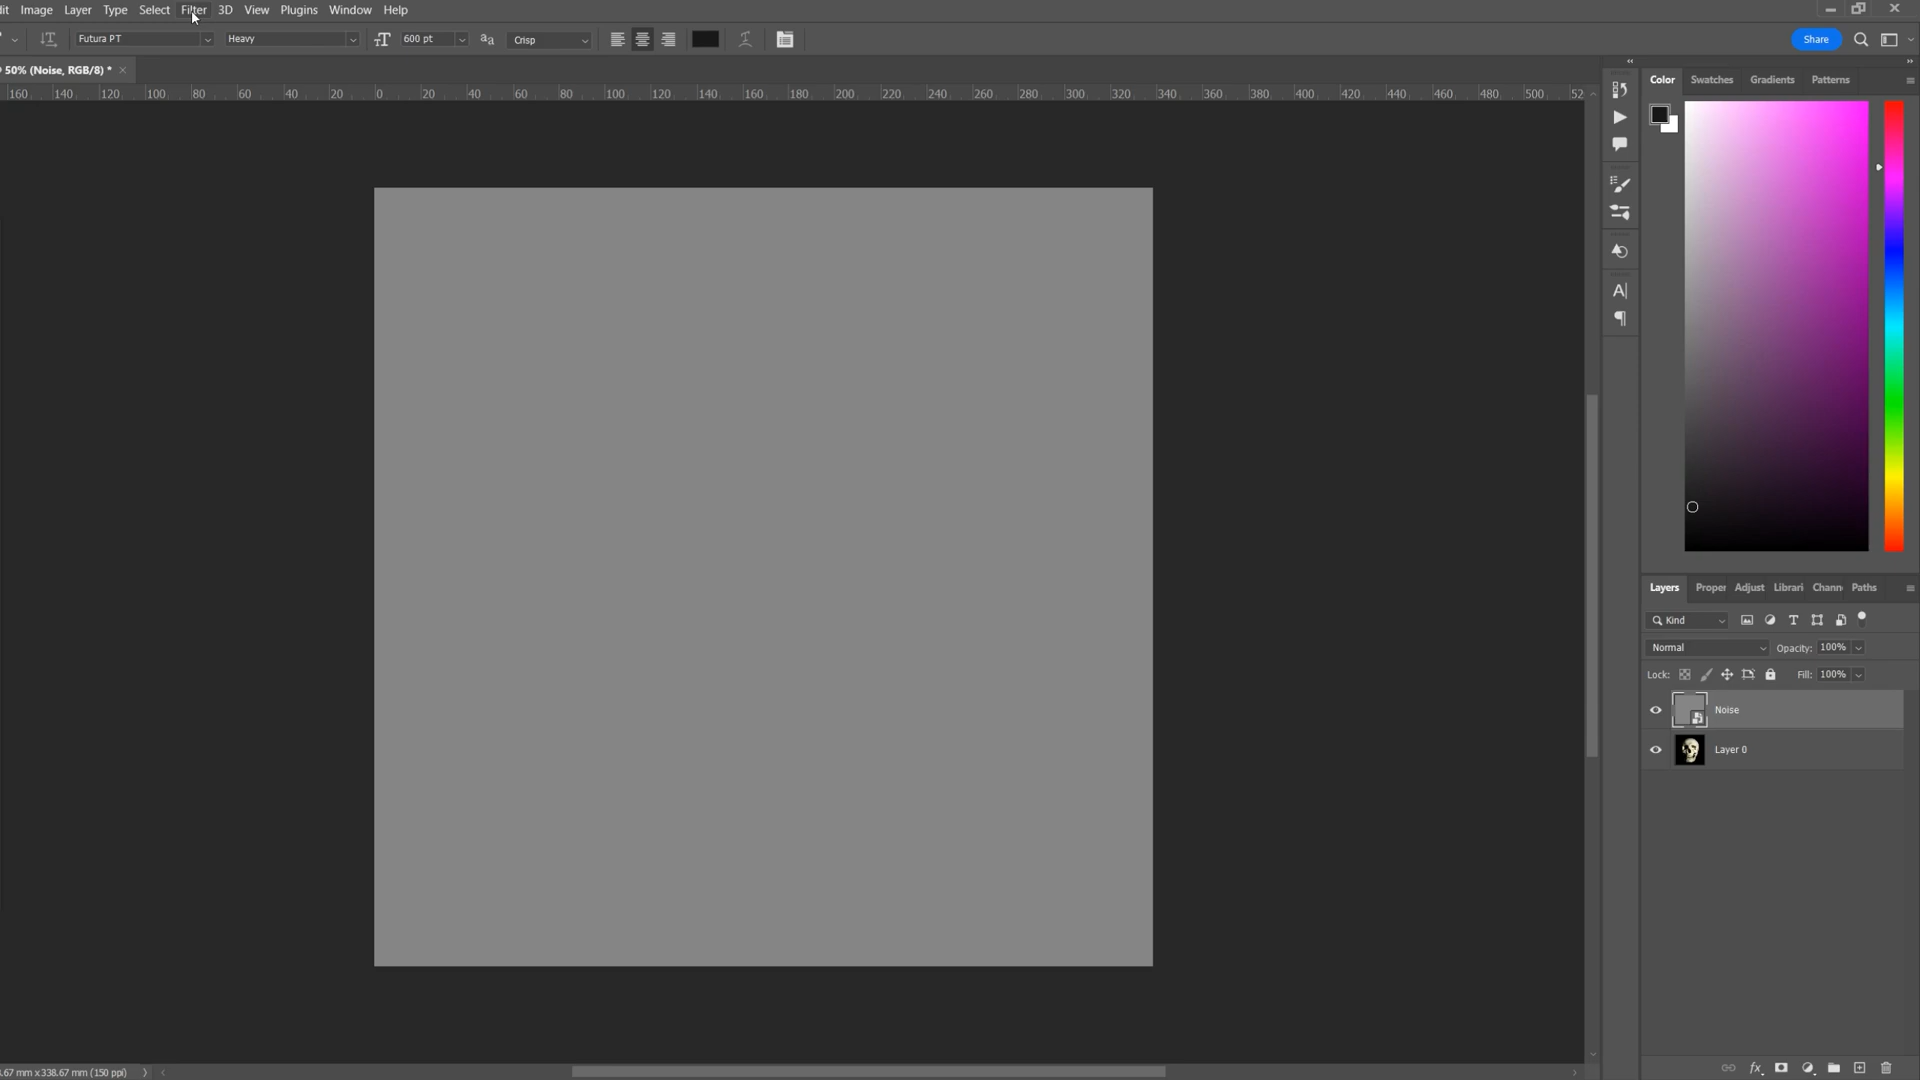 Image Layer Type Select Filter 3D View Plugins Window Help
Futura PT Heavy 600 pt Crisp Share
50% (Noise, RGB/8) *
160 140 120 100 80 60 40 20 0 20 40 60 80 100 120 140 160 180 200 220 240 260 280 300 320 340 360 380 400 420 440 460 480 500 52
Color Swatches Gradients Patterns
Layers Proper Adjust Librari Chann Paths
Kind
Normal Opacity: 100%
Lock: Fill: 100%
Noise
Layer 0
.67 mm x 338.67 mm (150 ppi)